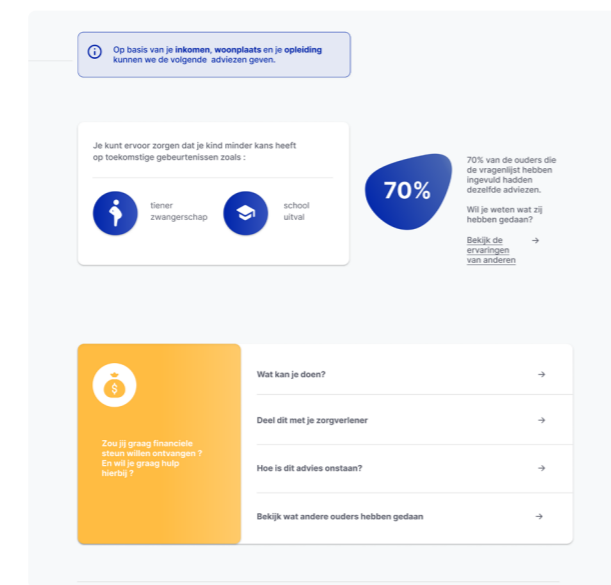 Op basis van je inkomen, woonplaats en je opleiding
kunnen we de volgende adviezen geven.
Je kunt ervoor zorgen dat je kind minder kans heeft
op toekomstige gebeurtenissen zoals :
tiener
zwangerschap
school
uitval
70%
70% van de ouders die
de vragenlijst hebben
ingevuld hadden
dezelfde adviezen.
Wil je weten wat zij
hebben gedaan?
Bekijk de →
ervaringen
van anderen
$
Zou jij graag financiele
steun willen ontvangen ?
En wil je graag hulp
hierbij ?
Wat kan je doen? →
Deel dit met je zorgverlener →
Hoe is dit advies onstaan? →
Bekijk wat andere ouders hebben gedaan →